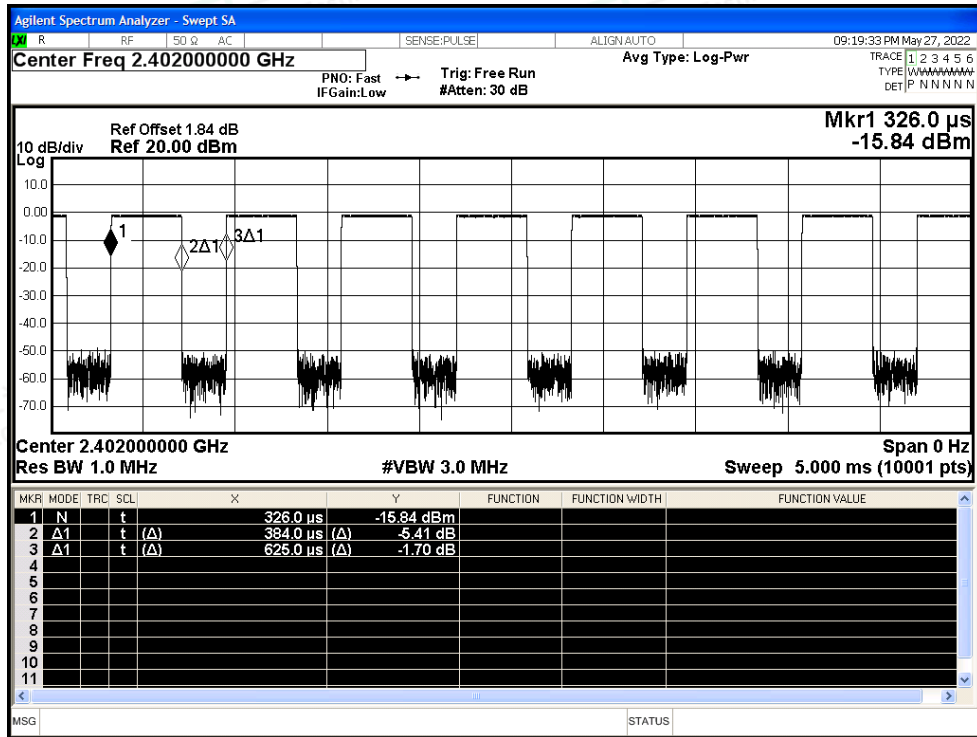 Agilent Spectrum Analyzer - Swept SA
LXI R RF 50 Ω AC SENSE:PULSE ALIGN AUTO 09:19:33 PM May 27, 2022
Center Freq 2.402000000 GHz Avg Type: Log-Pwr TRACE 1 2 3 4 5 6
PNO: Fast Trig: Free Run TYPE WWWWWW
IFGain:Low #Atten: 30 dB DET P N N N N N
Mkr1 326.0 µs
-15.84 dBm
Ref Offset 1.84 dB
10 dB/div Ref 20.00 dBm
Log
10.0
0.00
-10.0
-20.0
-30.0
-40.0
-50.0
-60.0
-70.0
1
2Δ1
3Δ1
Center 2.402000000 GHz Span 0 Hz
Res BW 1.0 MHz #VBW 3.0 MHz Sweep 5.000 ms (10001 pts)
MKR MODE TRC SCL X Y FUNCTION FUNCTION WIDTH FUNCTION VALUE
1 N t 326.0 µs -15.84 dBm
2 Δ1 t (Δ) 384.0 µs (Δ) -5.41 dB
3 Δ1 t (Δ) 625.0 µs (Δ) -1.70 dB
4
5
6
7
8
9
10
11
MSG STATUS